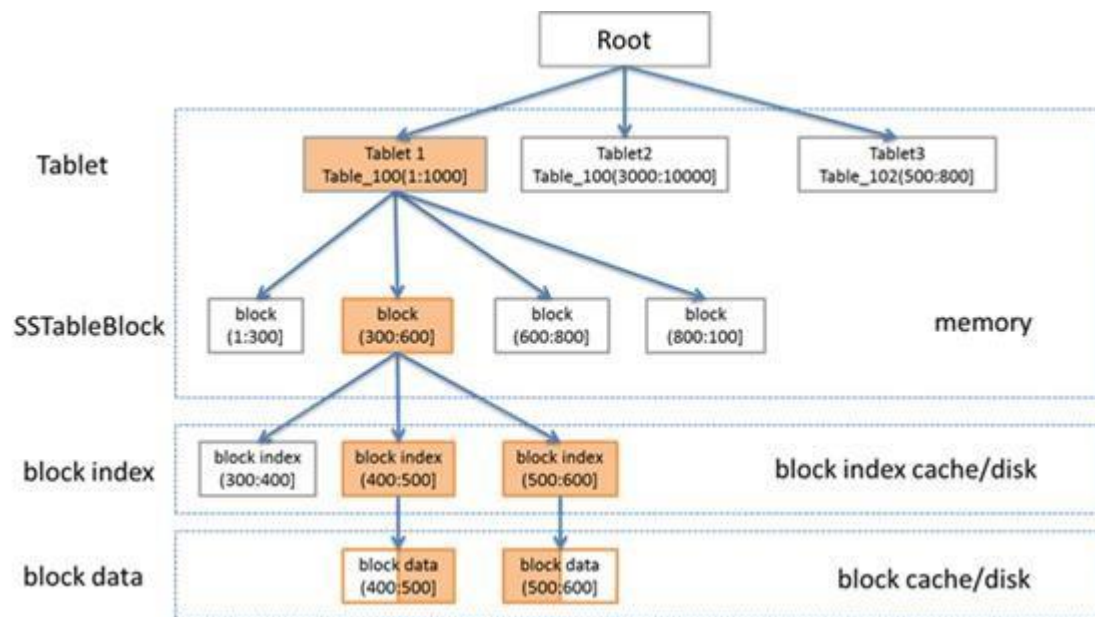 Root
Tablet
Tablet 1
Table_100(1:1000]
Tablet2
Table_100(3000:10000]
Tablet3
Table_102(500:800]
SSTableBlock
block
(1:300]
block
(300:600]
block
(600:800]
block
(800:100]
memory
block index
block index
(300:400]
block index
(400:500]
block index
(500:600]
block index cache/disk
block data
block data
(400:500]
block data
(500:600]
block cache/disk